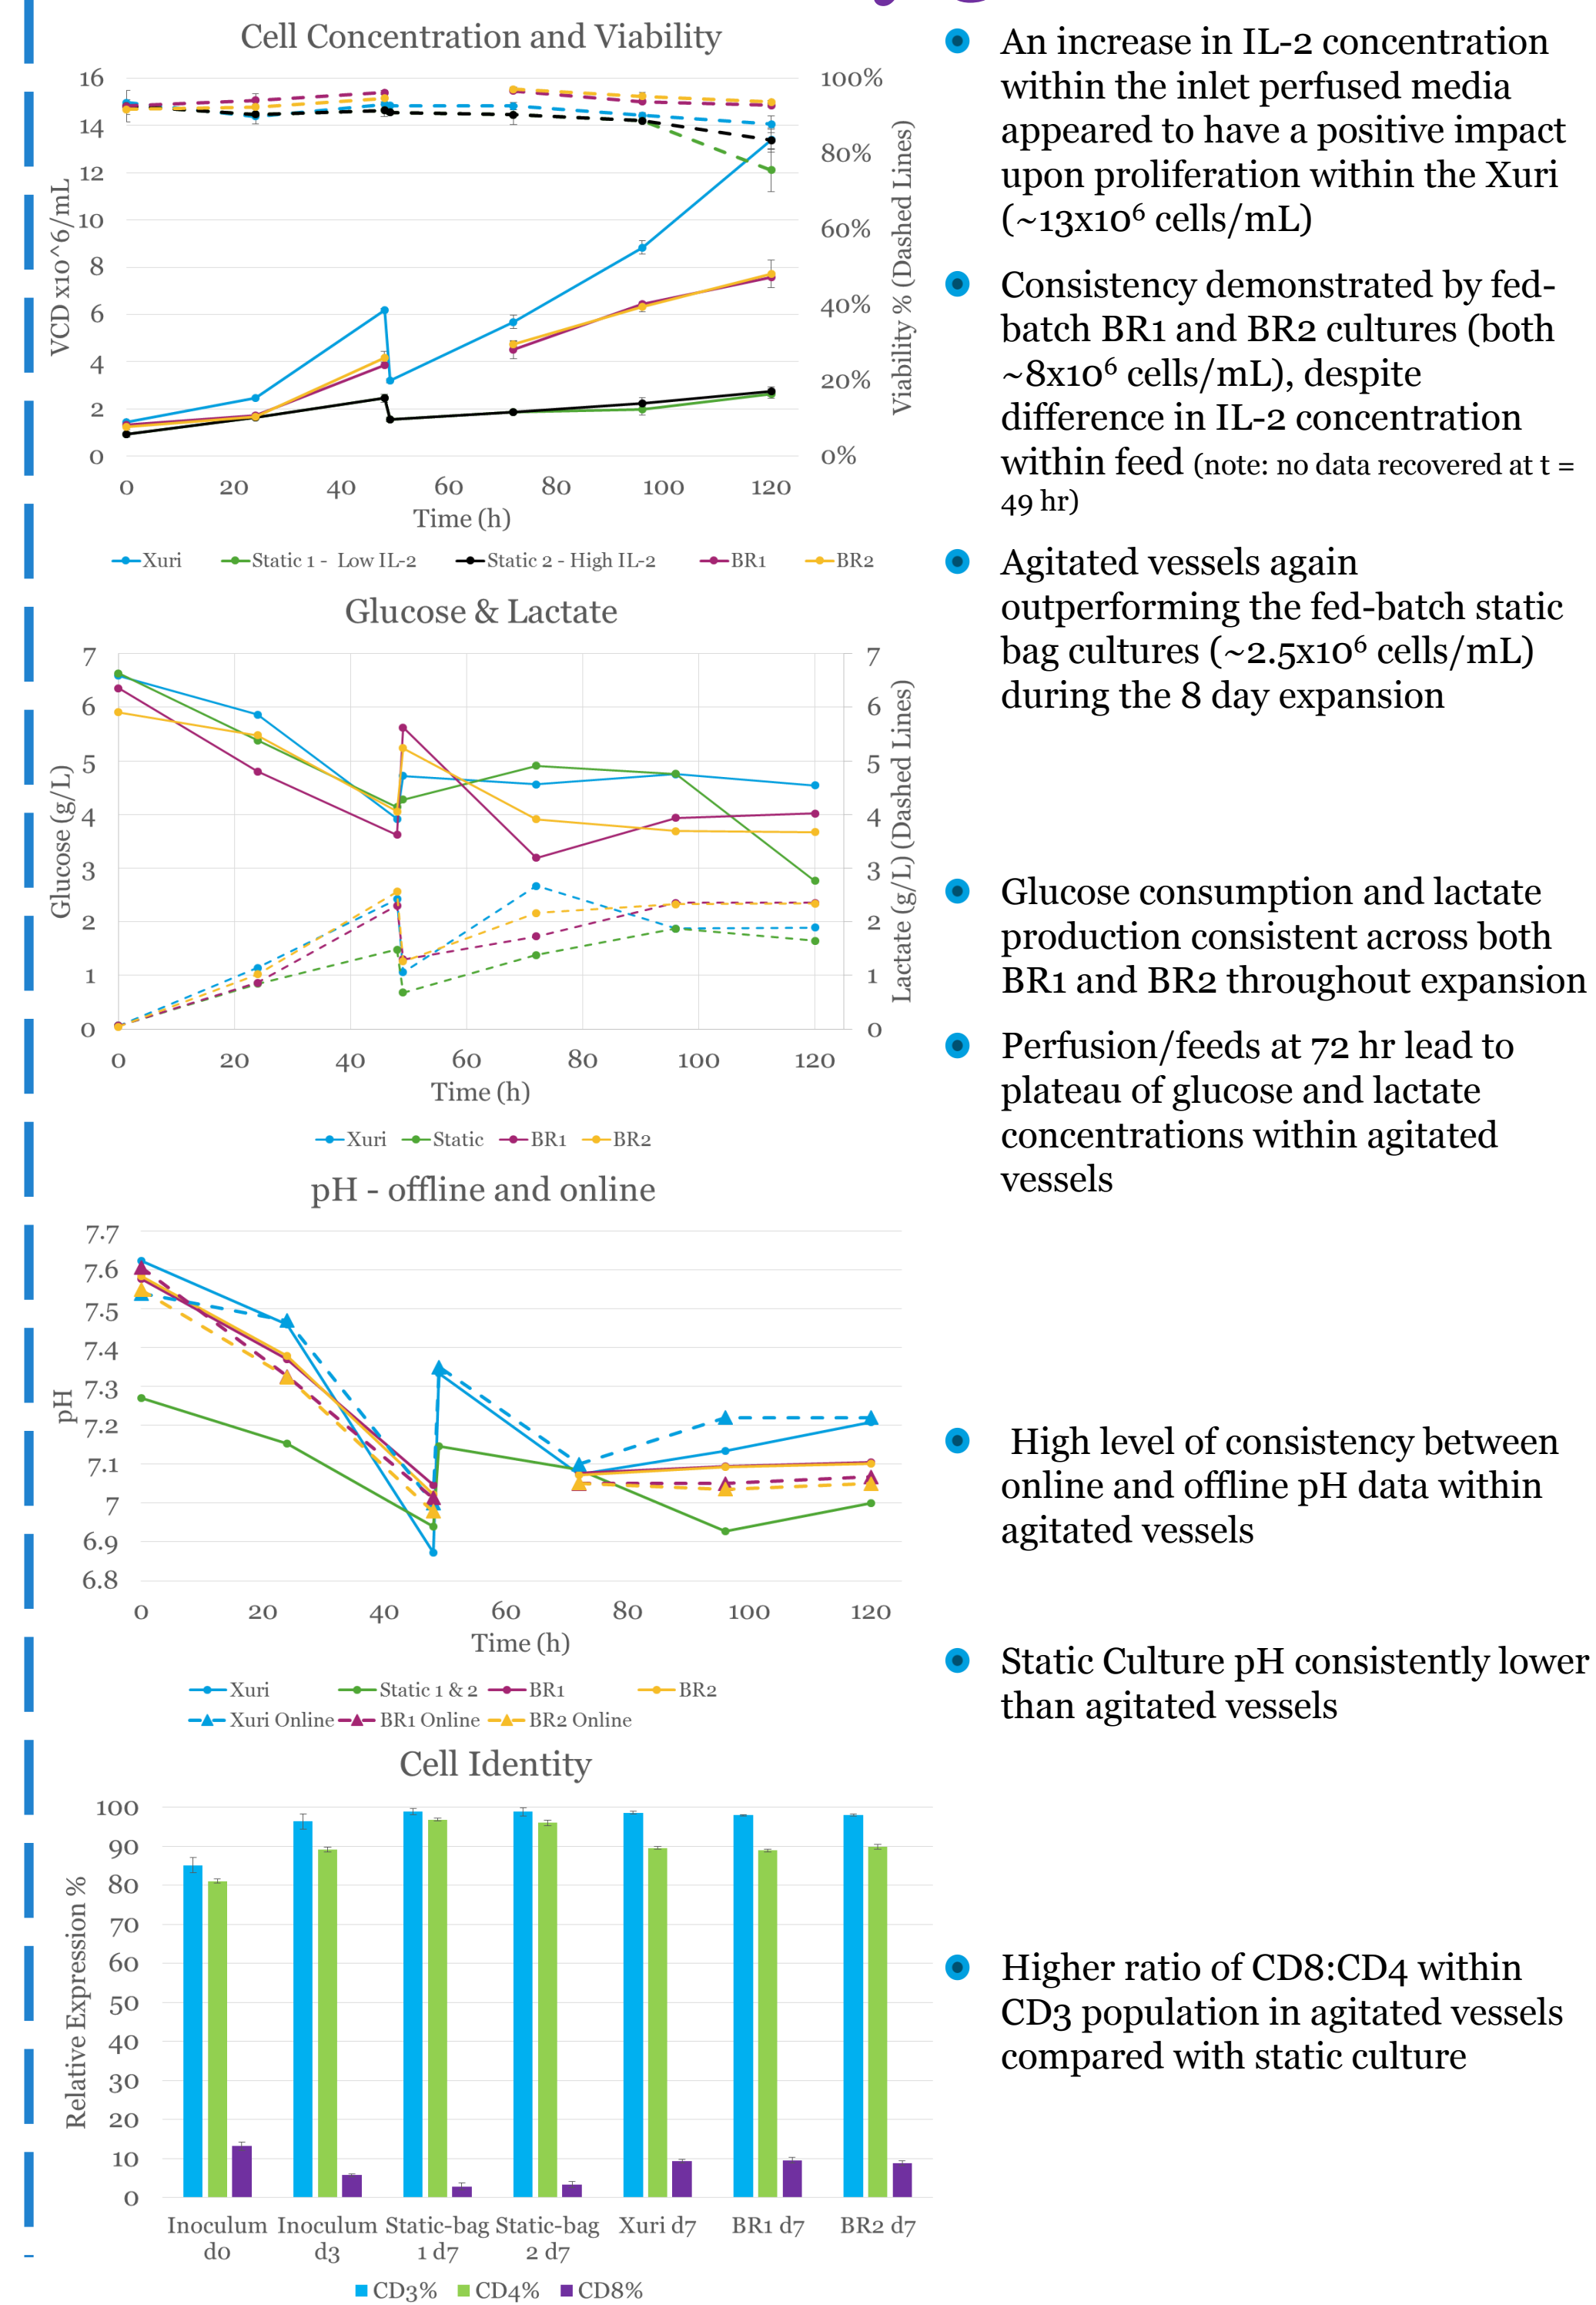 Cell Concentration and Viability
16
14
12
10
8
6
4
2
0
VCD x10^6/mL
100%
80%
60%
40%
20%
0%
Viability % (Dashed Lines)
0 20 40 60 80 100 120
Time (h)
Xuri Static 1 - Low IL-2 Static 2 - High IL-2 BR1 BR2
An increase in IL-2 concentration
within the inlet perfused media
appeared to have a positive impact
upon proliferation within the Xuri
(~13x10⁶ cells/mL)
Consistency demonstrated by fed-
batch BR1 and BR2 cultures (both
~8x10⁶ cells/mL), despite
difference in IL-2 concentration
within feed (note: no data recovered at t =
49 hr)
Agitated vessels again
outperforming the fed-batch static
bag cultures (~2.5x10⁶ cells/mL)
during the 8 day expansion
Glucose & Lactate
7
6
5
4
3
2
1
0
Glucose (g/L)
7
6
5
4
3
2
1
0
Lactate (g/L) (Dashed Lines)
0 20 40 60 80 100 120
Time (h)
Xuri Static BR1 BR2
Glucose consumption and lactate
production consistent across both
BR1 and BR2 throughout expansion
Perfusion/feeds at 72 hr lead to
plateau of glucose and lactate
concentrations within agitated
vessels
pH - offline and online
7.7
7.6
7.5
7.4
7.3
7.2
7.1
7
6.9
6.8
pH
0 20 40 60 80 100 120
Time (h)
Xuri Static 1 & 2 BR1 BR2
Xuri Online BR1 Online BR2 Online
High level of consistency between
online and offline pH data within
agitated vessels
Static Culture pH consistently lower
than agitated vessels
Cell Identity
100
90
80
70
60
50
40
30
20
10
0
Relative Expression %
Inoculum Inoculum Static-bag Static-bag Xuri d7 BR1 d7 BR2 d7
d0 d3 1 d7 2 d7
CD3% CD4% CD8%
Higher ratio of CD8:CD4 within
CD3 population in agitated vessels
compared with static culture